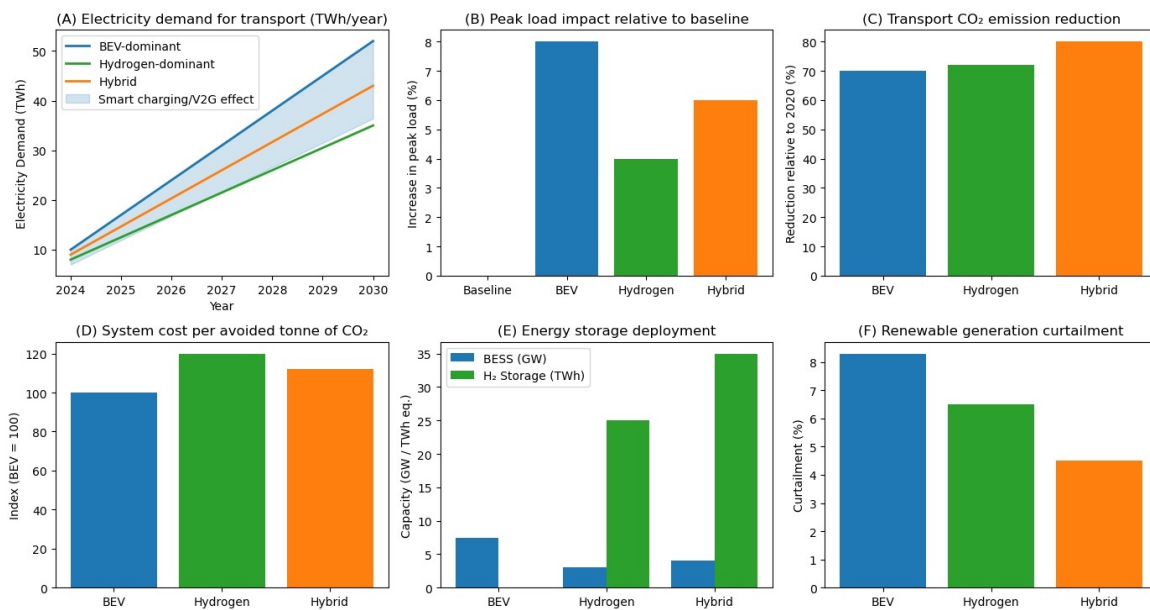 (A) Electricity demand for transport (TWh/year)
Electricity Demand (TWh)
50
40
30
20
10
BEV-dominant
Hydrogen-dominant
Hybrid
Smart charging/V2G effect
2024 2025 2026 2027 2028 2029 2030
Year
(B) Peak load impact relative to baseline
Increase in peak load (%)
8
7
6
5
4
3
2
1
0
Baseline BEV Hydrogen Hybrid
(C) Transport CO₂ emission reduction
Reduction relative to 2020 (%)
80
70
60
50
40
30
20
10
0
BEV Hydrogen Hybrid
(D) System cost per avoided tonne of CO₂
Index (BEV = 100)
120
100
80
60
40
20
0
BEV Hydrogen Hybrid
(E) Energy storage deployment
Capacity (GW / TWh eq.)
35
30
25
20
15
10
5
0
BESS (GW)
H₂ Storage (TWh)
BEV Hydrogen Hybrid
(F) Renewable generation curtailment
Curtailment (%)
8
7
6
5
4
3
2
1
0
BEV Hydrogen Hybrid